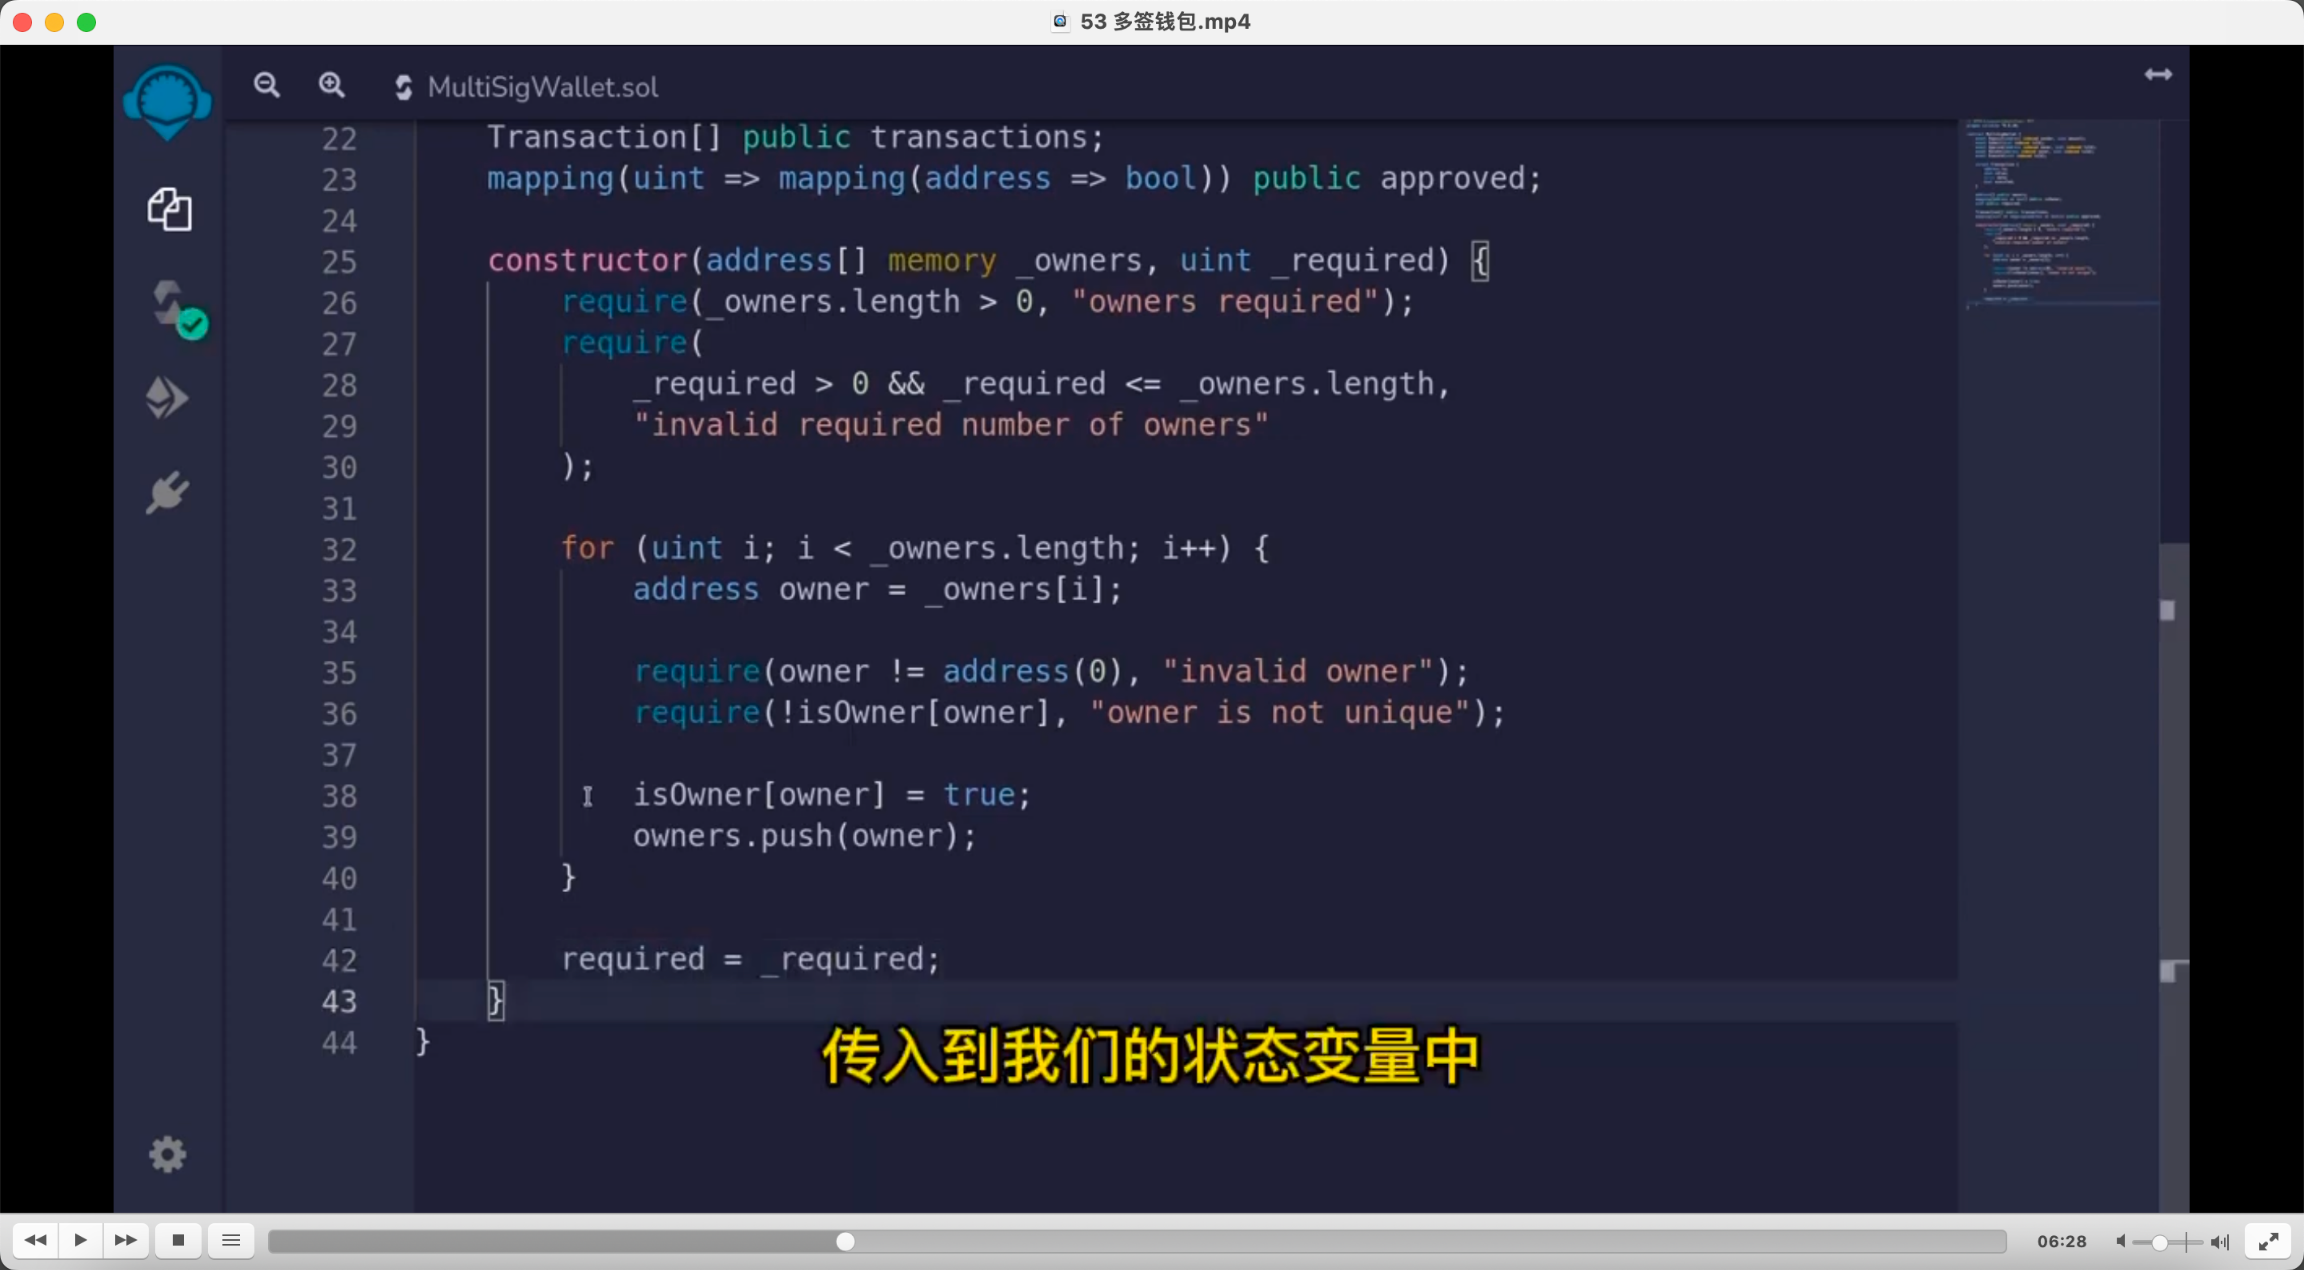 53 多签钱包.mp4
MultiSigWallet.sol
22 Transaction[] public transactions;
23 mapping(uint => mapping(address => bool)) public approved;
24
25 constructor(address[] memory _owners, uint _required) {
26 require(_owners.length > 0, "owners required");
27 require(
28 _required > 0 && _required <= _owners.length,
29 "invalid required number of owners"
30 );
31
32 for (uint i; i < _owners.length; i++) {
33 address owner = _owners[i];
34
35 require(owner != address(0), "invalid owner");
36 require(!isOwner[owner], "owner is not unique");
37
38 isOwner[owner] = true;
39 owners.push(owner);
40 }
41
42 required = _required;
43 }
44 }
传入到我们的状态变量中
06:28